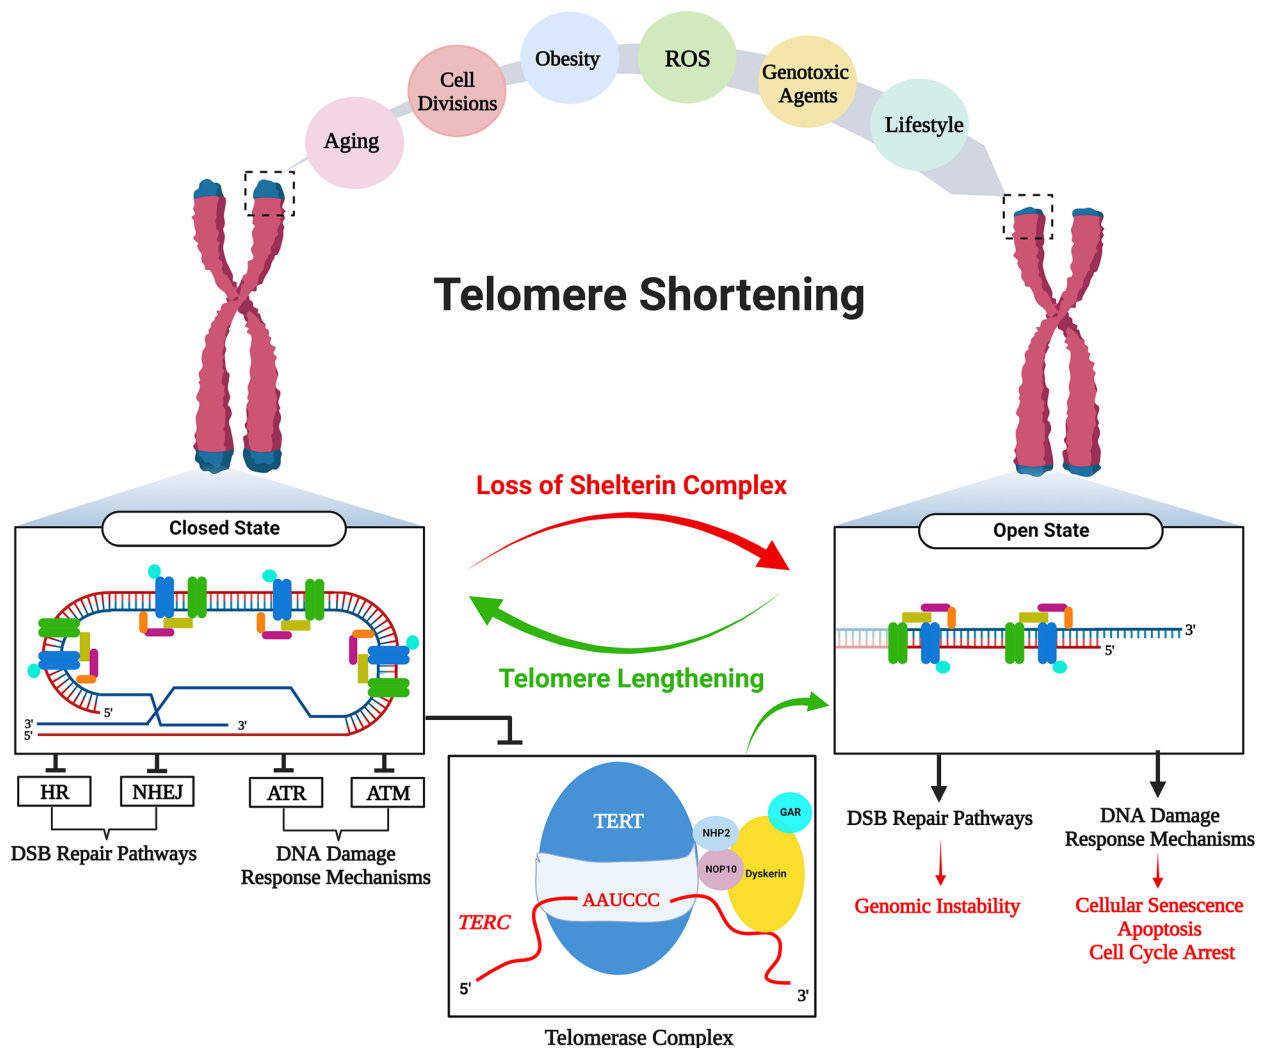 Aging
Cell
Divisions
Obesity
ROS
Genotoxic
Agents
Lifestyle
Telomere Shortening
Loss of Shelterin Complex
Telomere Lengthening
Closed State
5'
3'
3'
5'
HR
NHEJ
ATR
ATM
DSB Repair Pathways
DNA Damage
Response Mechanisms
Open State
3'
5'
DSB Repair Pathways
Genomic Instability
DNA Damage
Response Mechanisms
Cellular Senescence
Apoptosis
Cell Cycle Arrest
TERT
NHP2
GAR
NOP10
Dyskerin
AAUCCC
TERC
5'
3'
Telomerase Complex